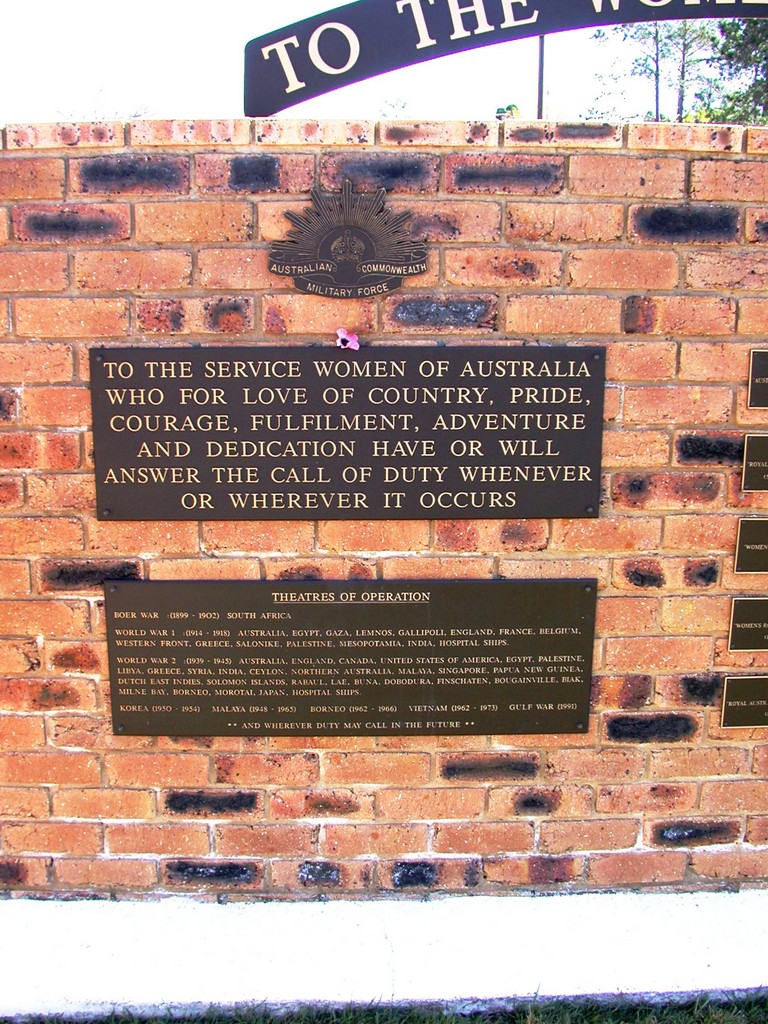 TO THE
AUSTRALIAN COMMONWEALTH
MILITARY FORCE
TO THE SERVICE WOMEN OF AUSTRALIA
WHO FOR LOVE OF COUNTRY, PRIDE,
COURAGE, FULFILMENT, ADVENTURE
AND DEDICATION HAVE OR WILL
ANSWER THE CALL OF DUTY WHENEVER
OR WHEREVER IT OCCURS
THEATRES OF OPERATION
BOER WAR :(1899 - 1902) SOUTH AFRICA
WORLD WAR 1 :(1914 - 1918) AUSTRALIA, EGYPT, GAZA, LEMNOS, GALLIPOLI, ENGLAND, FRANCE, BELGIUM,
WESTERN FRONT, GREECE, SALONIKE, PALESTINE, MESOPOTAMIA, INDIA, HOSPITAL SHIPS.
WORLD WAR 2 :(1939 - 1945) AUSTRALIA, ENGLAND, CANADA, UNITED STATES OF AMERICA, EGYPT, PALESTINE,
LIBYA, GREECE, SYRIA, INDIA, CEYLON, NORTHERN AUSTRALIA, MALAYA, SINGAPORE, PAPUA NEW GUINEA,
DUTCH EAST INDIES, SOLOMON ISLANDS, RABAUL, LAE, BUNA, DOBODURA, FINSCHATEN, BOUGAINVILLE, BIAK,
MILNE BAY, BORNEO, MOROTAI, JAPAN, HOSPITAL SHIPS.
KOREA (1950 - 1954) MALAYA (1948 - 1965) BORNEO (1962 - 1966) VIETNAM (1962 - 1973) GULF WAR (1991)
** AND WHEREVER DUTY MAY CALL IN THE FUTURE **
"ROYAL
"WOMEN
"WOMEN'S
"ROYAL AUSTR